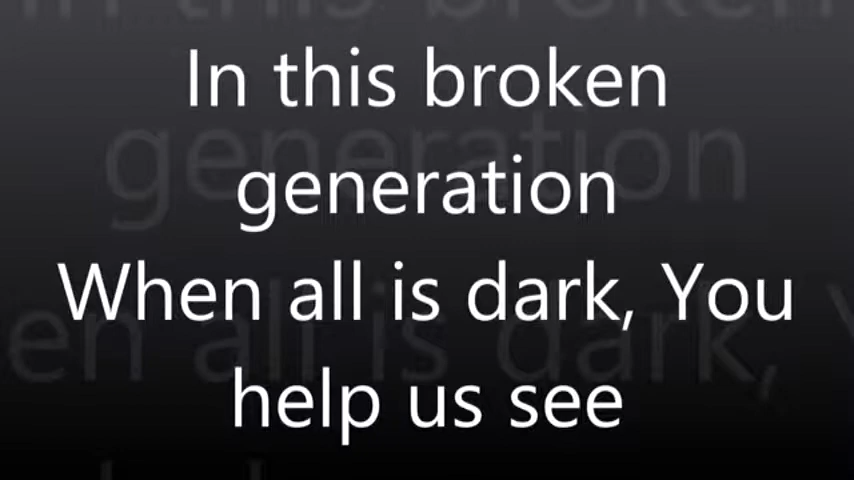 In this broken
generation
When all is dark, You
help us see